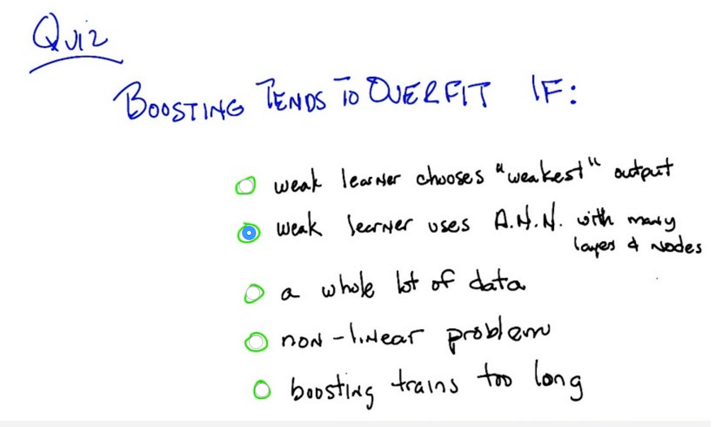 Quiz
BOOSTING TENDS TO OVERFIT IF:
weak learner chooses "weakest" output
weak learner uses A.N.N. with many
layers & nodes
a whole lot of data
non-linear problem
boosting trains too long